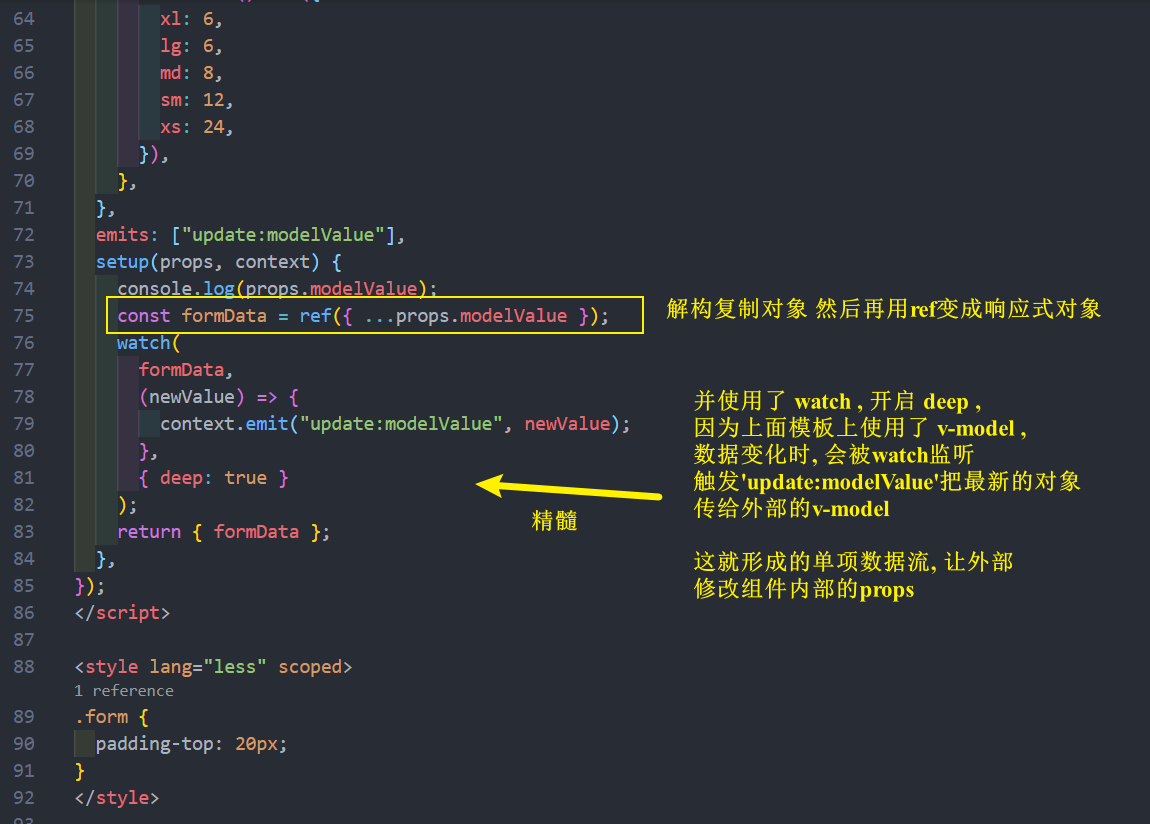 64 xl: 6,
65 lg: 6,
66 md: 8,
67 sm: 12,
68 xs: 24,
69 }),
70 },
71 },
72 emits: ["update:modelValue"],
73 setup(props, context) {
74 console.log(props.modelValue);
75 const formData = ref({ ...props.modelValue });
解构复制对象 然后再用ref变成响应式对象
76 watch(
77 formData,
78 (newValue) => {
79 context.emit("update:modelValue", newValue);
80 },
81 { deep: true }
82 );
83 return { formData };
84 },
85 });
86 </script>
87
88 <style lang="less" scoped>
1 reference
89 .form {
90 padding-top: 20px;
91 }
92 </style>
并使用了 watch , 开启 deep ,
因为上面模板上使用了 v-model ,
数据变化时, 会被watch监听
触发'update:modelValue'把最新的对象
传给外部的v-model
精髓
这就形成的单项数据流, 让外部
修改组件内部的props